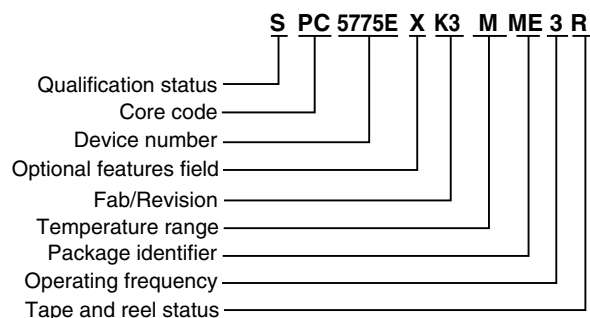 S PC 5775E X K3 M ME 3 R
Qualification status
Core code
Device number
Optional features field
Fab/Revision
Temperature range
Package identifier
Operating frequency
Tape and reel status